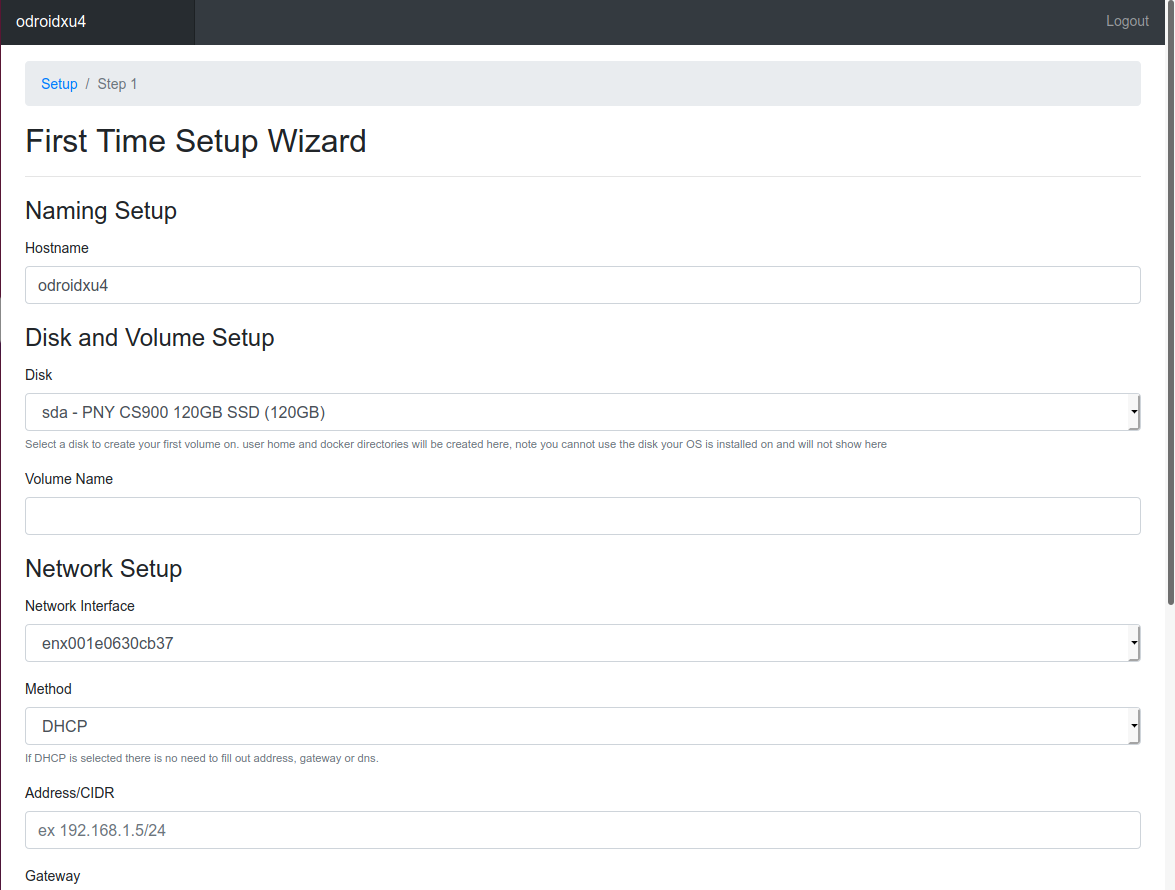 odroidxu4
Logout
Setup / Step 1
First Time Setup Wizard
Naming Setup
Hostname
odroidxu4
Disk and Volume Setup
Disk
sda - PNY CS900 120GB SSD (120GB)
Select a disk to create your first volume on. user home and docker directories will be created here, note you cannot use the disk your OS is installed on and will not show here
Volume Name
Network Setup
Network Interface
enx001e0630cb37
Method
DHCP
If DHCP is selected there is no need to fill out address, gateway or dns.
Address/CIDR
ex 192.168.1.5/24
Gateway